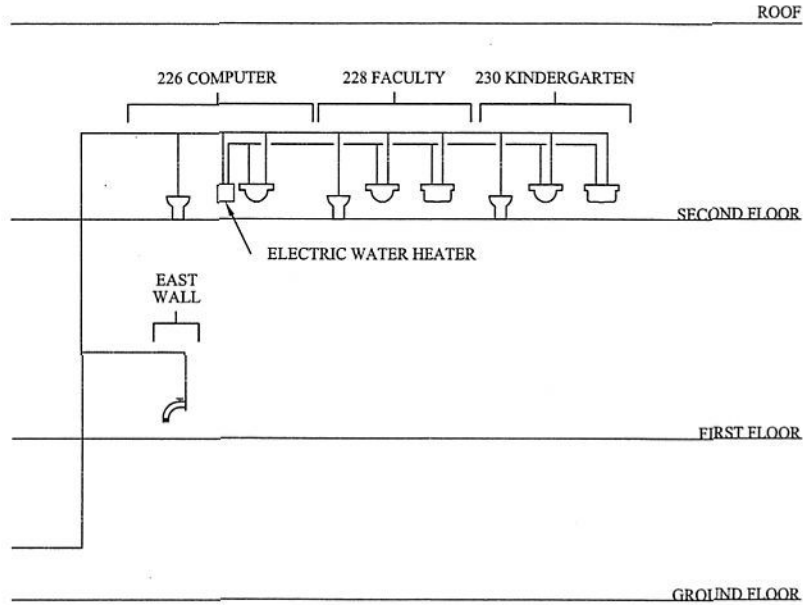 ROOF
226 COMPUTER
228 FACULTY
230 KINDERGARTEN
SECOND FLOOR
ELECTRIC WATER HEATER
EAST
WALL
FIRST FLOOR
GROUND FLOOR